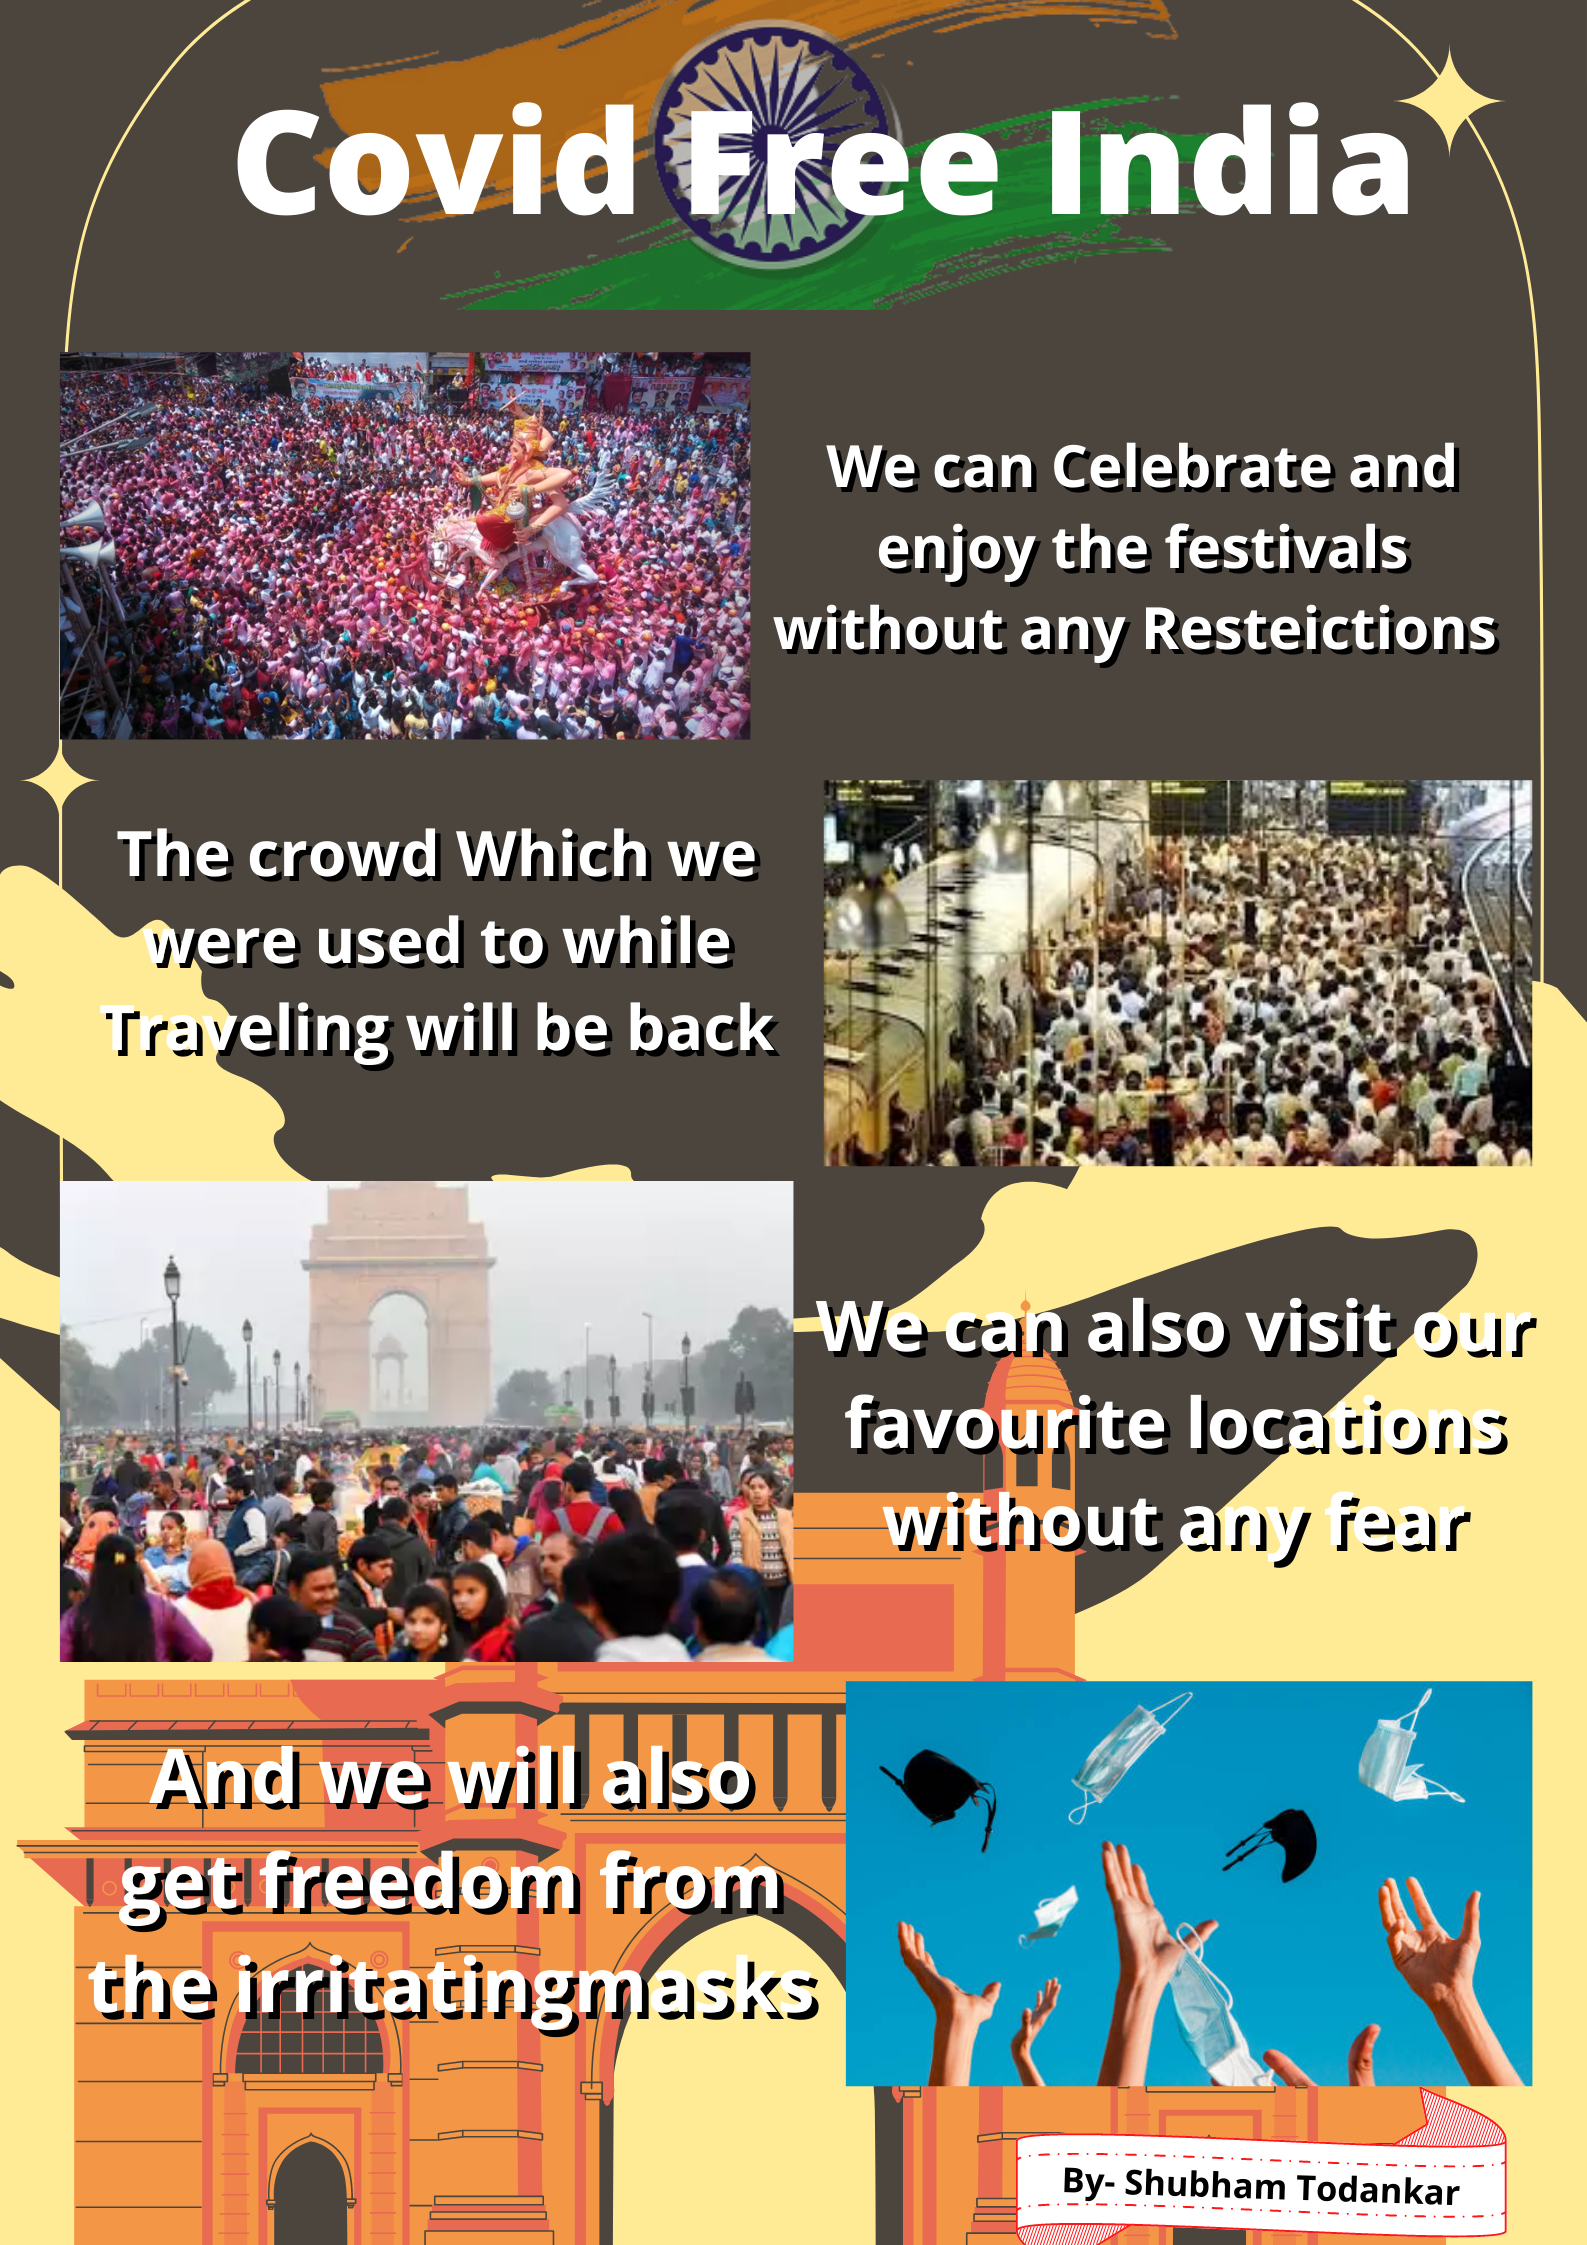 Covid Free India
We can Celebrate and
enjoy the festivals
without any Resteictions
The crowd Which we
were used to while
Traveling will be back
We can also visit our
favourite locations
without any fear
And we will also
get freedom from
the irritatingmasks
By- Shubham Todankar